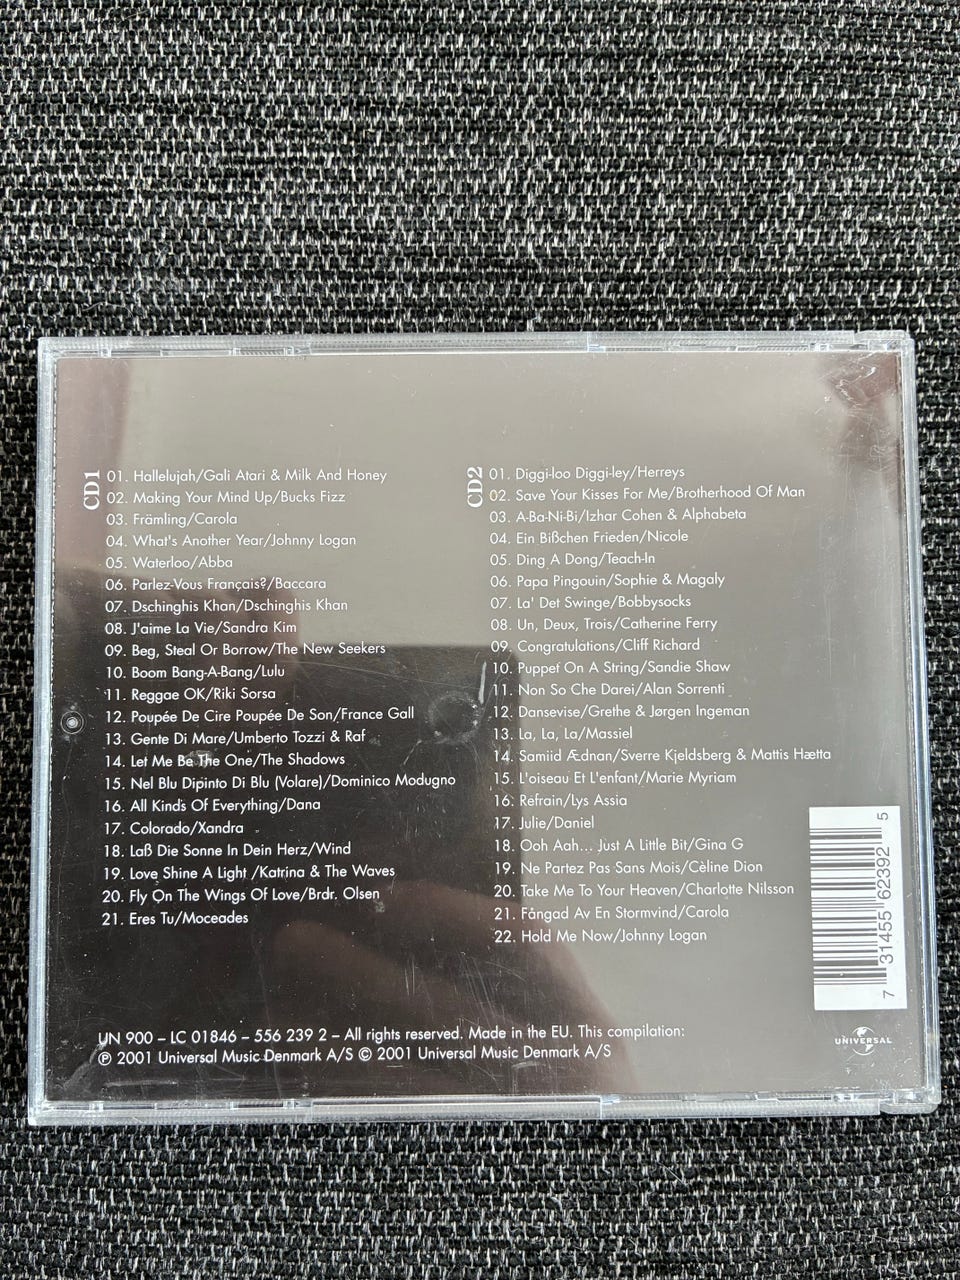 CD1
01. Hallelujah/Gali Atari & Milk And Honey
02. Making Your Mind Up/Bucks Fizz
03. Främling/Carola
04. What's Another Year/Johnny Logan
05. Waterloo/Abba
06. Parlez-Vous Français?/Baccara
07. Dschinghis Khan/Dschinghis Khan
08. J'aime La Vie/Sandra Kim
09. Beg, Steal Or Borrow/The New Seekers
10. Boom Bang-A-Bang/Lulu
11. Reggae OK/Riki Sorsa
12. Poupée De Cire Poupée De Son/France Gall
13. Gente Di Mare/Umberto Tozzi & Raf
14. Let Me Be The One/The Shadows
15. Nel Blu Dipinto Di Blu (Volare)/Dominico Modugno
16. All Kinds Of Everything/Dana
17. Colorado/Xandra
18. Laß Die Sonne In Dein Herz/Wind
19. Love Shine A Light /Katrina & The Waves
20. Fly On The Wings Of Love/Brdr. Olsen
21. Eres Tu/Moceades
CD2
01. Diggi-loo Diggi-ley/Herreys
02. Save Your Kisses For Me/Brotherhood Of Man
03. A-Ba-Ni-Bi/Izhar Cohen & Alphabeta
04. Ein Bißchen Frieden/Nicole
05. Ding A Dong/Teach-In
06. Papa Pingouin/Sophie & Magaly
07. La' Det Swinge/Bobbysocks
08. Un, Deux, Trois/Catherine Ferry
09. Congratulations/Cliff Richard
10. Puppet On A String/Sandie Shaw
11. Non So Che Darei/Alan Sorrenti
12. Dansevise/Grethe & Jørgen Ingeman
13. La, La, La/Massiel
14. Samiid Ædnan/Sverre Kjeldsberg & Mattis Hætta
15. L'oiseau Et L'enfant/Marie Myriam
16. Refrain/Lys Assia
17. Julie/Daniel
18. Ooh Aah... Just A Little Bit/Gina G
19. Ne Partez Pas Sans Mois/Cèline Dion
20. Take Me To Your Heaven/Charlotte Nilsson
21. Fångad Av En Stormvind/Carola
22. Hold Me Now/Johnny Logan
7 31455 62392 5
UN 900 – LC 01846 – 556 239 2 – All rights reserved. Made in the EU. This compilation:
℗ 2001 Universal Music Denmark A/S © 2001 Universal Music Denmark A/S
UNIVERSAL